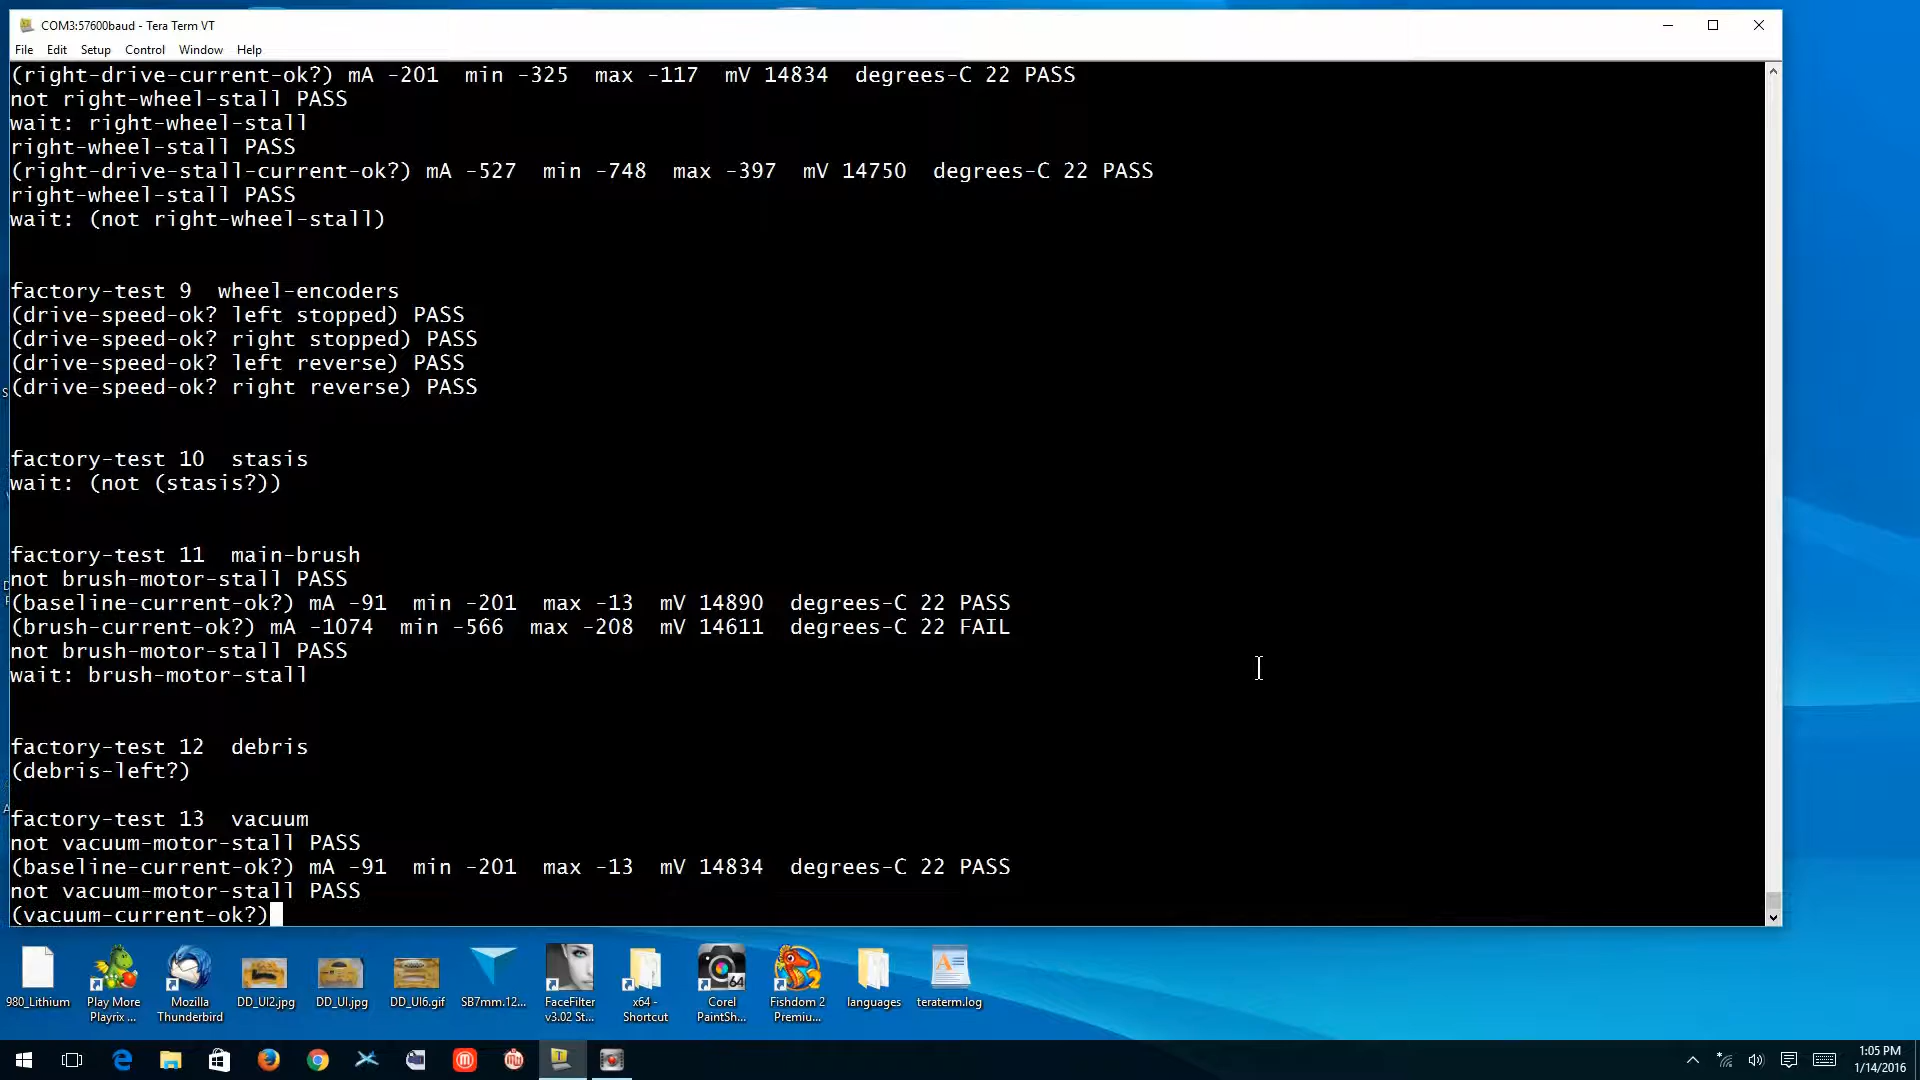 COM3:57600baud - Tera Term VT
File Edit Setup Control Window Help
(right-drive-current-ok?) mA -201  min -325  max -117  mV 14834  degrees-C 22 PASS
not right-wheel-stall PASS
wait: right-wheel-stall
right-wheel-stall PASS
(right-drive-stall-current-ok?) mA -527  min -748  max -397  mV 14750  degrees-C 22 PASS
right-wheel-stall PASS
wait: (not right-wheel-stall)
factory-test 9  wheel-encoders
(drive-speed-ok? left stopped) PASS
(drive-speed-ok? right stopped) PASS
(drive-speed-ok? left reverse) PASS
(drive-speed-ok? right reverse) PASS
factory-test 10  stasis
wait: (not (stasis?))
factory-test 11  main-brush
not brush-motor-stall PASS
(baseline-current-ok?) mA -91  min -201  max -13  mV 14890  degrees-C 22 PASS
(brush-current-ok?) mA -1074  min -566  max -208  mV 14611  degrees-C 22 FAIL
not brush-motor-stall PASS
wait: brush-motor-stall
factory-test 12  debris
(debris-left?)
factory-test 13  vacuum
not vacuum-motor-stall PASS
(baseline-current-ok?) mA -91  min -201  max -13  mV 14834  degrees-C 22 PASS
not vacuum-motor-stall PASS
(vacuum-current-ok?)
980_Lithium
Play More Playrix ...
Mozilla Thunderbird
DD_UI2.jpg
DD_UI.jpg
DD_UI6.gif
SB7mm.12...
FaceFilter v3.02 St...
x64 - Shortcut
64
Corel PaintSh...
Fishdom 2 Premiu...
languages
teraterm.log
1:05 PM
1/14/2016